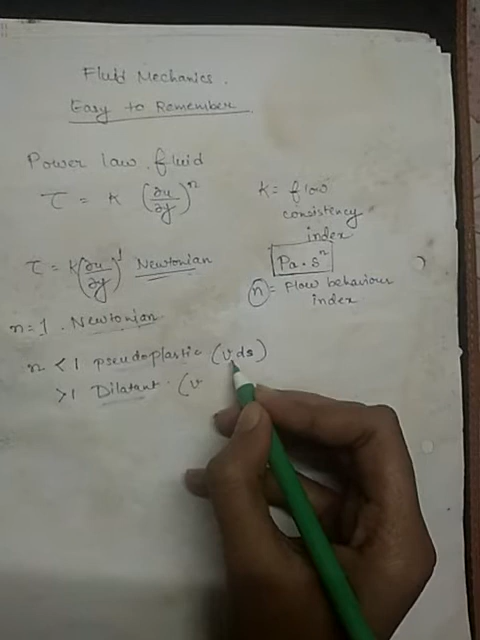 Fluid Mechanics.
Easy to Remember
Power law fluid
τ = K (∂u/∂y)^n
K = flow
consistency
index
Pa·s^n
n = Flow behaviour
index
τ = K(∂u/∂y)^1 Newtonian
n=1. Newtonian
n <1 pseudoplastic (v ds)
>1 Dilatant. (v